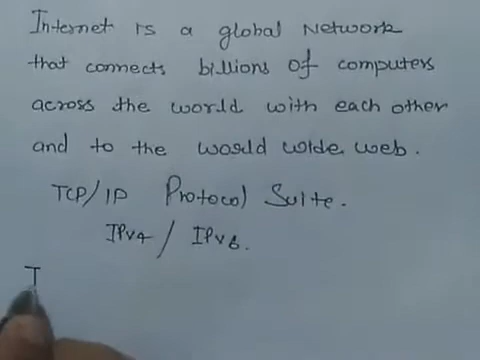 Internet is a global Network
that connects billions of computers
across the world with each other
and to the world wide web.
TCP/IP Protocol Suite.
IPv4 / IPv6.
I